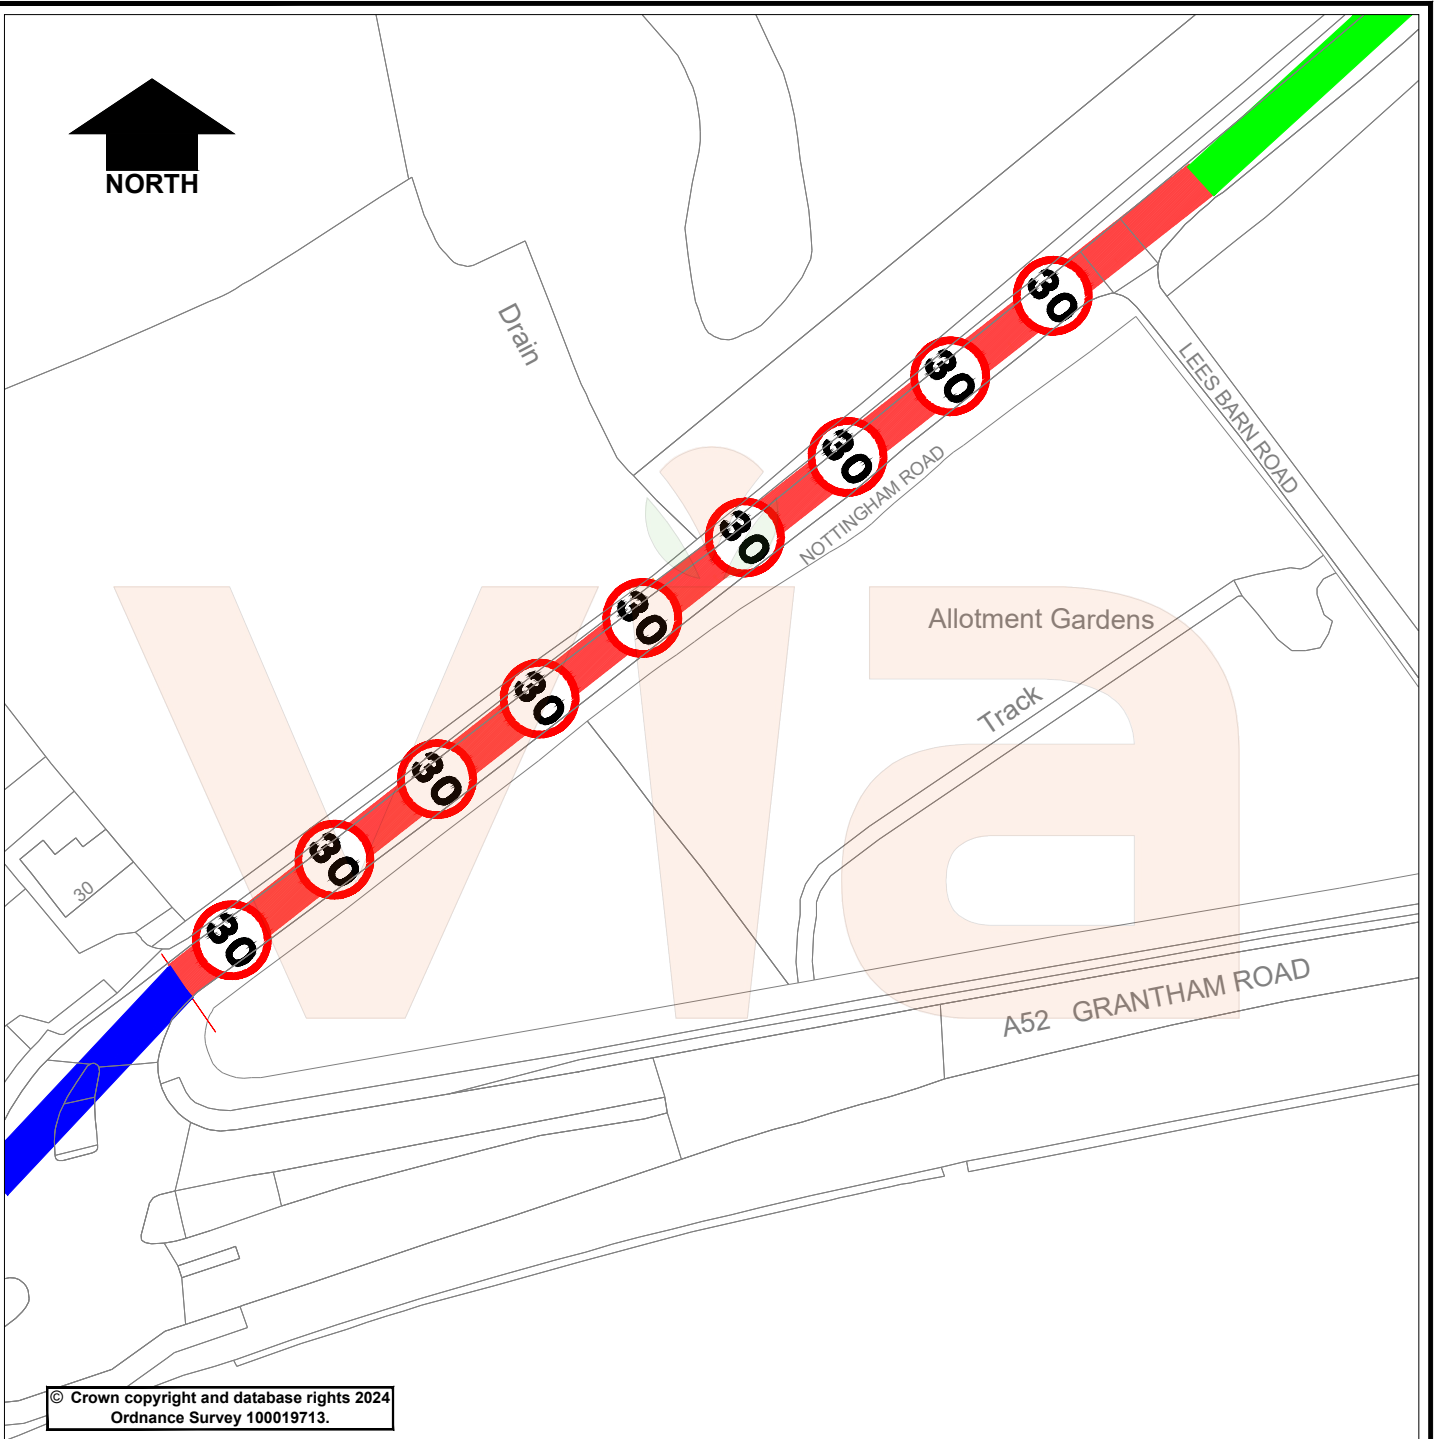 NORTH
Drain
30
30
30
LEES BARN ROAD
30
NOTTINGHAM ROAD
30
30
via
Allotment Gardens
30
Track
30
30
30
A52 GRANTHAM ROAD
© Crown copyright and database rights 2024
Ordnance Survey 100019713.